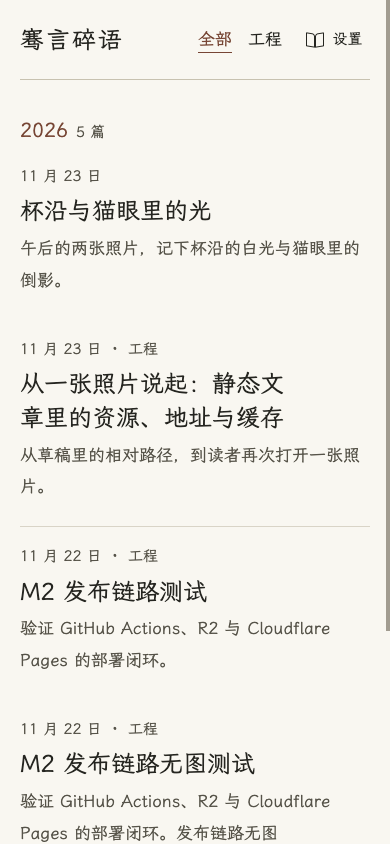 骞言碎语
全部 工程 设置
2026 5 篇
11 月 23 日
杯沿与猫眼里的光
午后的两张照片，记下杯沿的白光与猫眼里的
倒影。
11 月 23 日 · 工程
从一张照片说起：静态文
章里的资源、地址与缓存
从草稿里的相对路径，到读者再次打开一张照
片。
11 月 22 日 · 工程
M2 发布链路测试
验证 GitHub Actions、R2 与 Cloudflare
Pages 的部署闭环。
11 月 22 日 · 工程
M2 发布链路无图测试
验证 GitHub Actions、R2 与 Cloudflare
Pages 的部署闭环。发布链路无图